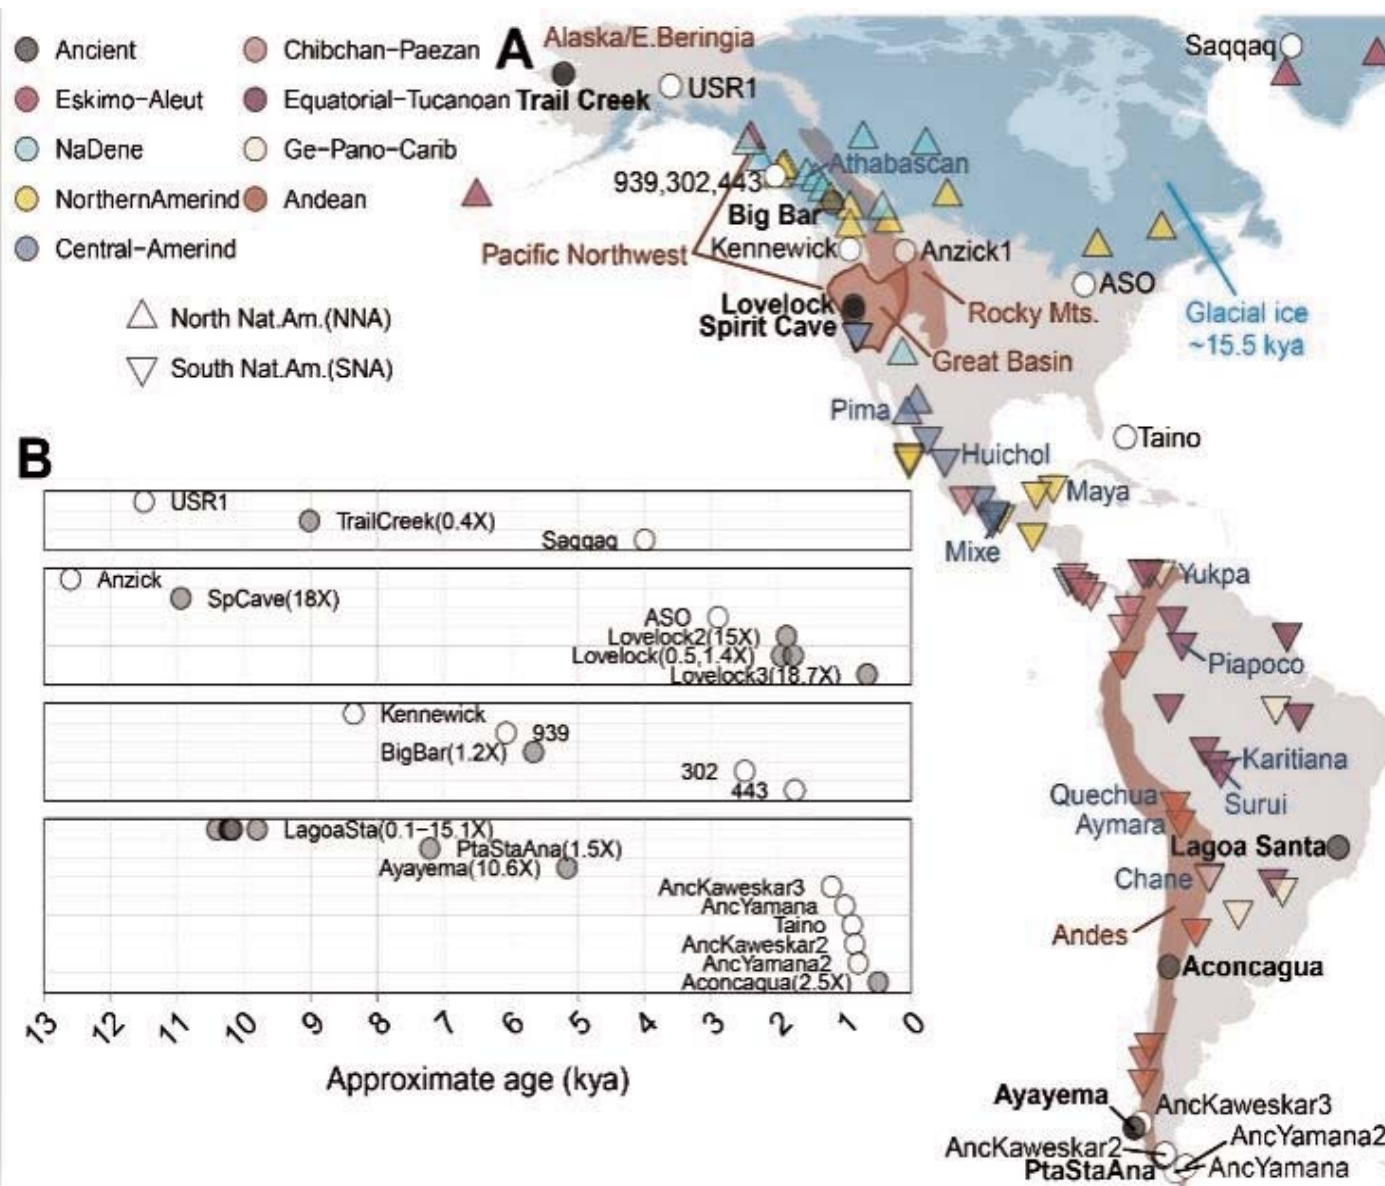 A
Alaska/E.Beringia
Ancient
Chibchan-Paezan
Saqqaq
Eskimo-Aleut
Equatorial-Tucanoan
Trail Creek
USR1
NaDene
Ge-Pano-Carib
Athabascan
939,302,443
NorthernAmerind
Andean
Big Bar
Central-Amerind
Pacific Northwest
Kennewick
Anzick1
ASO
North Nat.Am.(NNA)
Lovelock
Spirit Cave
Rocky Mts.
Glacial ice
~15.5 kya
South Nat.Am.(SNA)
Great Basin
Pima
Taino
Huichol
Maya
Mixe
Yukpa
Piapoco
Karitiana
Surui
Quechua
Aymara
Lagoa Santa
Chane
Andes
Aconcagua
Ayayema
AncKaweskar3
AncYamana2
AncKaweskar2
PtaStaAna
AncYamana
B
USR1
TrailCreek(0.4X)
Saqqaq
Anzick
SpCave(18X)
ASO
Lovelock2(15X)
Lovelock(0.5,1.4X)
Lovelock3(18.7X)
Kennewick
939
BigBar(1.2X)
302
443
LagoaSta(0.1-15.1X)
PtaStaAna(1.5X)
Ayayema(10.6X)
AncKaweskar3
AncYamana
Taino
AncKaweskar2
AncYamana2
Aconcagua(2.5X)
13 12 11 10 9 8 7 6 5 4 3 2 1 0
Approximate age (kya)